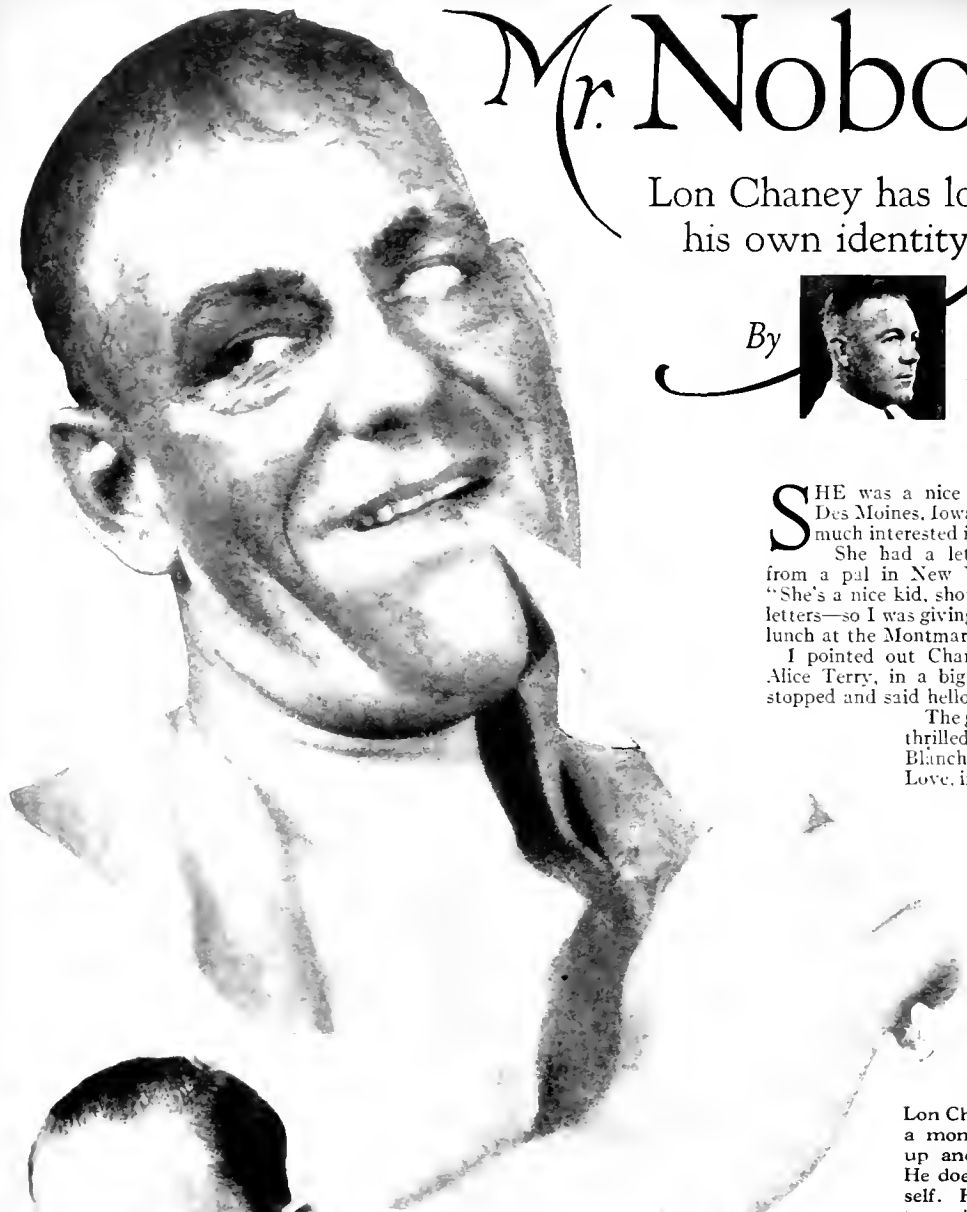 Mr. Nobo
Lon Chaney has lo
his own identity
By
SHE was a nice
Des Moines, Iowa
much interested i
She had a let
from a pal in New Y
"She's a nice kid, sho
letters—so I was giving
lunch at the Montmar
I pointed out Char
Alice Terry, in a big
stopped and said hello
The g
thrilled
Blanch
Love, i
Lon Ch
a mon
up and
He doe
self. H